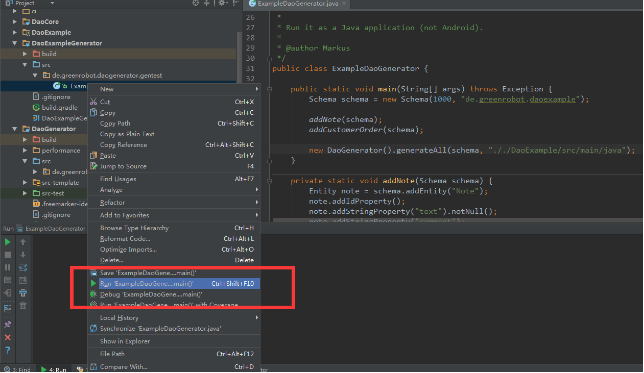 Project
ExampleDaoGenerator.java
DaoCore
DaoExample
DaoExampleGenerator
build
src
de.greenrobot.daogenerator.gentest
Exam
.gitignore
build.gradle
DaoExampleGe
DaoGenerator
build
performance
src
de.greenrob
src-template
src-test
.freemarker-ide
.gitignore
26
27
28
29
30
31
32
*
* Run it as a Java application (not Android).
*
* @author Markus
*/
public class ExampleDaoGenerator {
public static void main(String[] args) throws Exception {
Schema schema = new Schema(1000, "de.greenrobot.daoexample");
addNote(schema);
addCustomerOrder(schema);
new DaoGenerator().generateAll(schema, "././DaoExample/src/main/java");
}
private static void addNote(Schema schema) {
Entity note = schema.addEntity("Note");
note.addIdProperty();
note.addStringProperty("text").notNull();
New
Cut Ctrl+X
Copy Ctrl+C
Copy Path Ctrl+Shift+C
Copy as Plain Text
Copy Reference Ctrl+Alt+Shift+C
Paste Ctrl+V
Jump to Source F4
Find Usages Alt+F7
Analyze
Refactor
Add to Favorites
Browse Type Hierarchy Ctrl+H
Reformat Code... Ctrl+Alt+L
Optimize Imports... Ctrl+Alt+O
Delete... Delete
Save 'ExampleDaoGene....main()'
Run 'ExampleDaoGene....main()' Ctrl+Shift+F10
Debug 'ExampleDaoGene....main()'
Run 'ExampleDaoGene....main()' with Coverage
Local History
Synchronize 'ExampleDaoGenerator.java'
Show in Explorer
File Path Ctrl+Alt+F12
Compare With... Ctrl+D
Run ExampleDaoGenerator
3: Find
4: Run